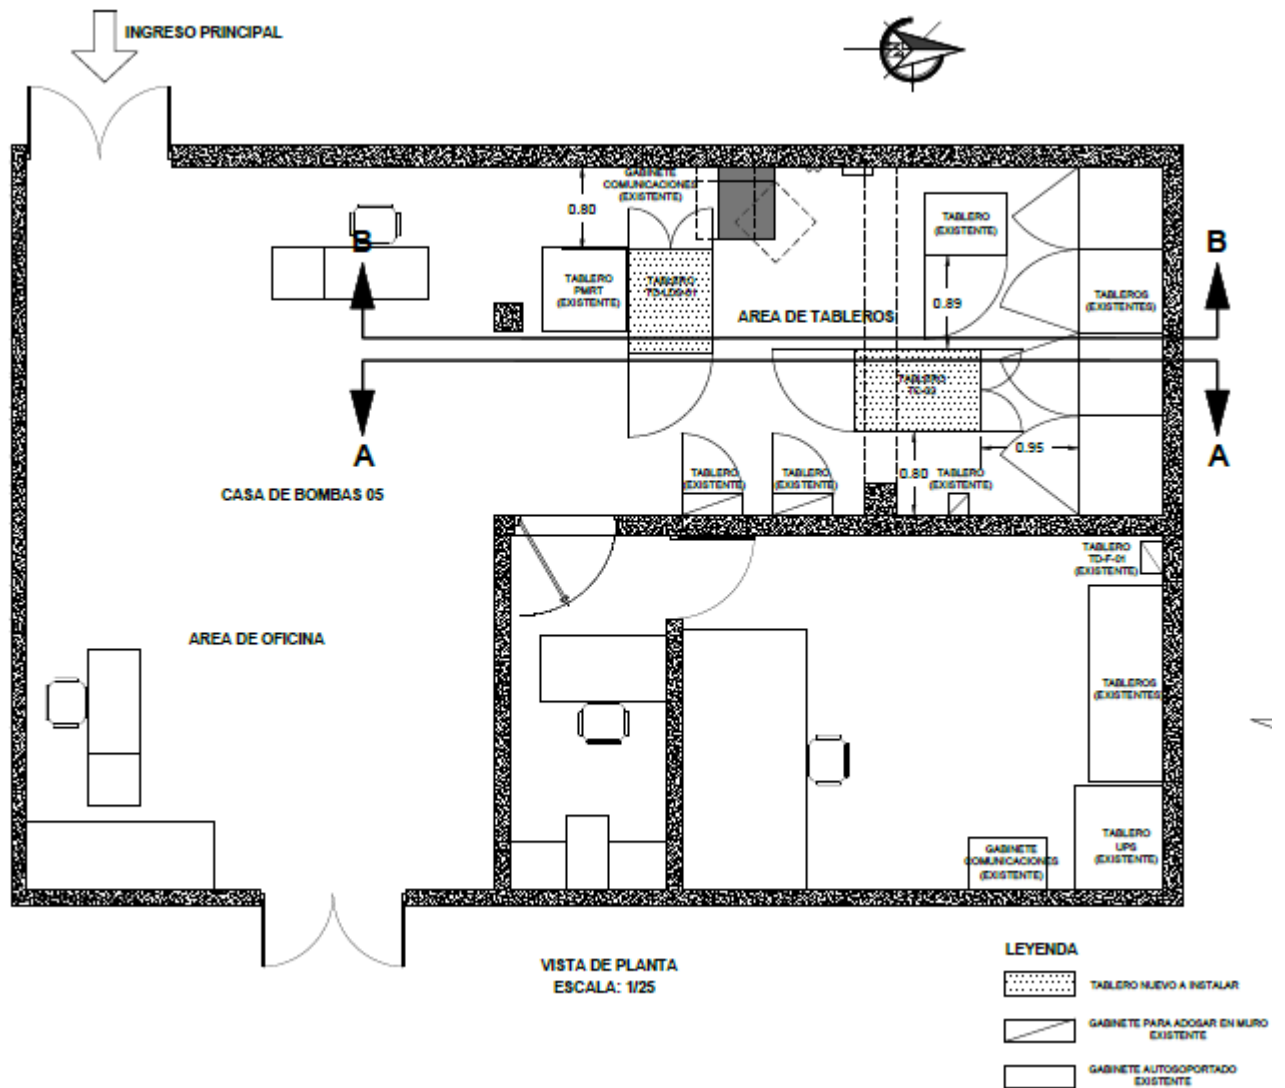 INGRESO PRINCIPAL
GABINETE
COMUNICACIONES
(EXISTENTE)
0.80
TABLERO
(EXISTENTE)
B
B
TABLERO
PMRT
(EXISTENTE)
TABLERO
TABLEROS
(EXISTENTES)
0.89
AREA DE TABLEROS
TABLERO
A
A
0.95
0.80
TABLERO
(EXISTENTE)
TABLERO
(EXISTENTE)
TABLERO
(EXISTENTE)
CASA DE BOMBAS 05
TABLERO
TD-F-01
(EXISTENTE)
AREA DE OFICINA
TABLEROS
(EXISTENTES)
TABLERO
UPS
(EXISTENTE)
GABINETE
COMUNICACIONES
(EXISTENTE)
VISTA DE PLANTA
ESCALA: 1/25
LEYENDA
TABLERO NUEVO A INSTALAR
GABINETE PARA ADOSAR EN MURO
EXISTENTE
GABINETE AUTOSOPORTADO
EXISTENTE